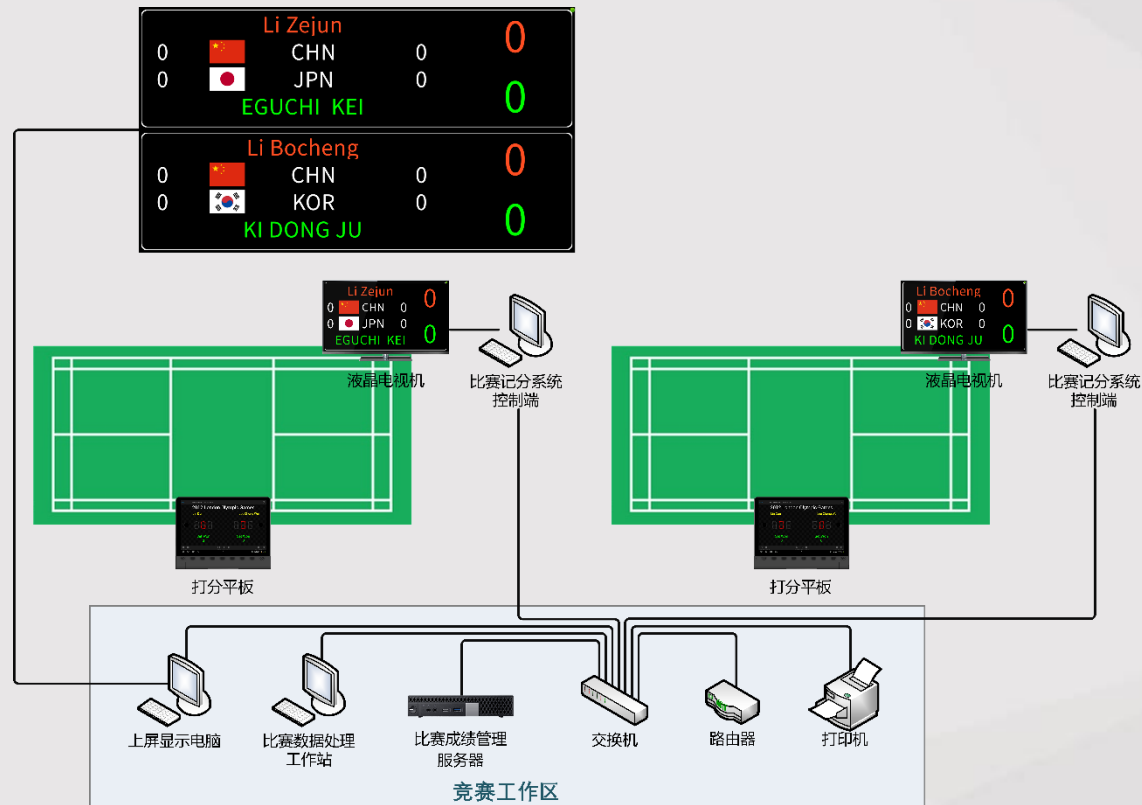 Li Zejun
0 CHN 0 0
0 JPN 0
EGUCHI KEI 0
Li Bocheng
0 CHN 0 0
0 KOR 0
KI DONG JU 0
Li Zejun
0 CHN 0 0
0 JPN 0
EGUCHI KEI 0
液晶电视机
比赛记分系统
控制端
Li Bocheng
0 CHN 0 0
0 KOR 0
KI DONG JU 0
液晶电视机
比赛记分系统
控制端
打分平板
打分平板
上屏显示电脑
比赛数据处理
工作站
比赛成绩管理
服务器
交换机
路由器
打印机
竞赛工作区